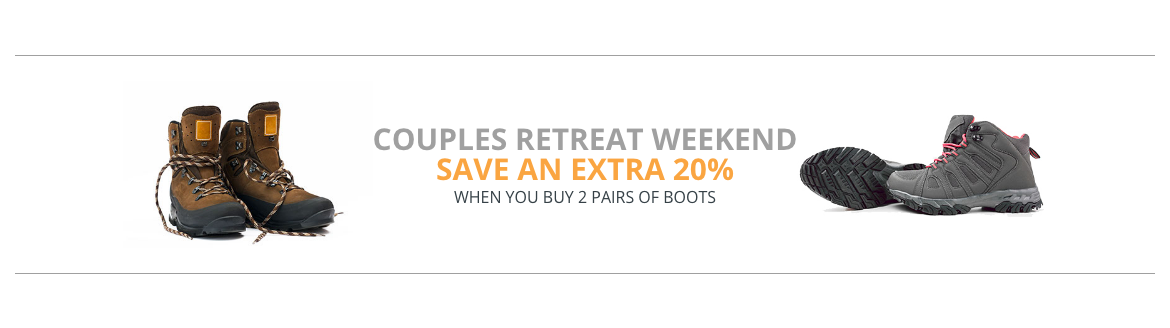 COUPLES RETREAT WEEKEND
SAVE AN EXTRA 20%
WHEN YOU BUY 2 PAIRS OF BOOTS